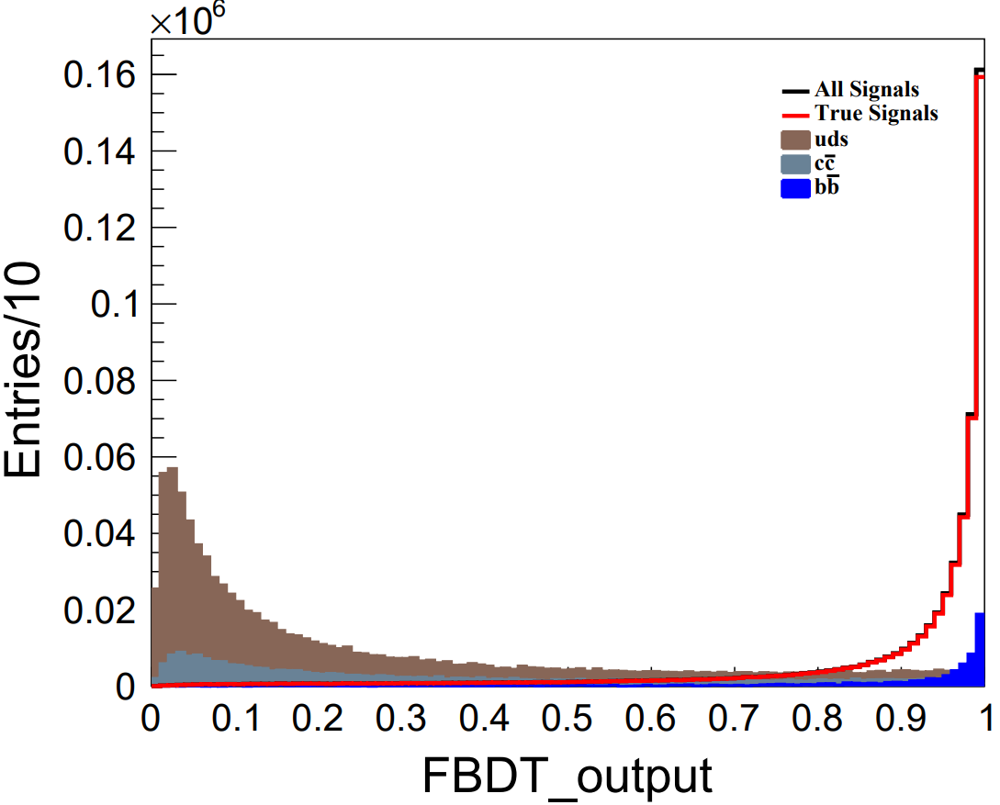 ×10⁶
0.16
0.14
0.12
0.1
0.08
0.06
0.04
0.02
0
Entries/10
All Signals
True Signals
uds
cc̅
bb̅
0 0.1 0.2 0.3 0.4 0.5 0.6 0.7 0.8 0.9 1
FBDT_output